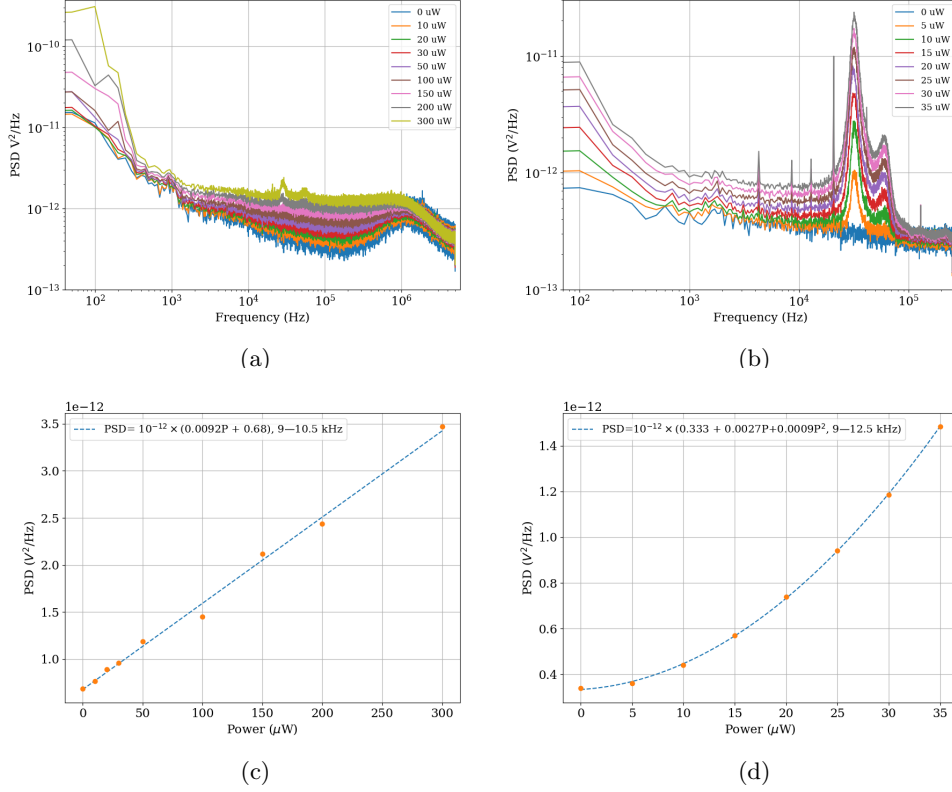 PSD V²/Hz
10⁻¹⁰
10⁻¹¹
10⁻¹²
10⁻¹³
10² 10³ 10⁴ 10⁵ 10⁶
Frequency (Hz)
0 uW
10 uW
20 uW
30 uW
50 uW
100 uW
150 uW
200 uW
300 uW
(a)
PSD (V²/Hz)
10⁻¹¹
10⁻¹²
10⁻¹³
10² 10³ 10⁴ 10⁵
Frequency (Hz)
0 uW
5 uW
10 uW
15 uW
20 uW
25 uW
30 uW
35 uW
(b)
1e−12
PSD= 10⁻¹² × (0.0092P + 0.68), 9—10.5 kHz
PSD (V²/Hz)
3.5
3.0
2.5
2.0
1.5
1.0
0 50 100 150 200 250 300
Power (μW)
(c)
1e−12
PSD=10⁻¹² × (0.333 + 0.0027P+0.0009P², 9—12.5 kHz)
PSD (V²/Hz)
1.4
1.2
1.0
0.8
0.6
0.4
0 5 10 15 20 25 30 35
Power (μW)
(d)